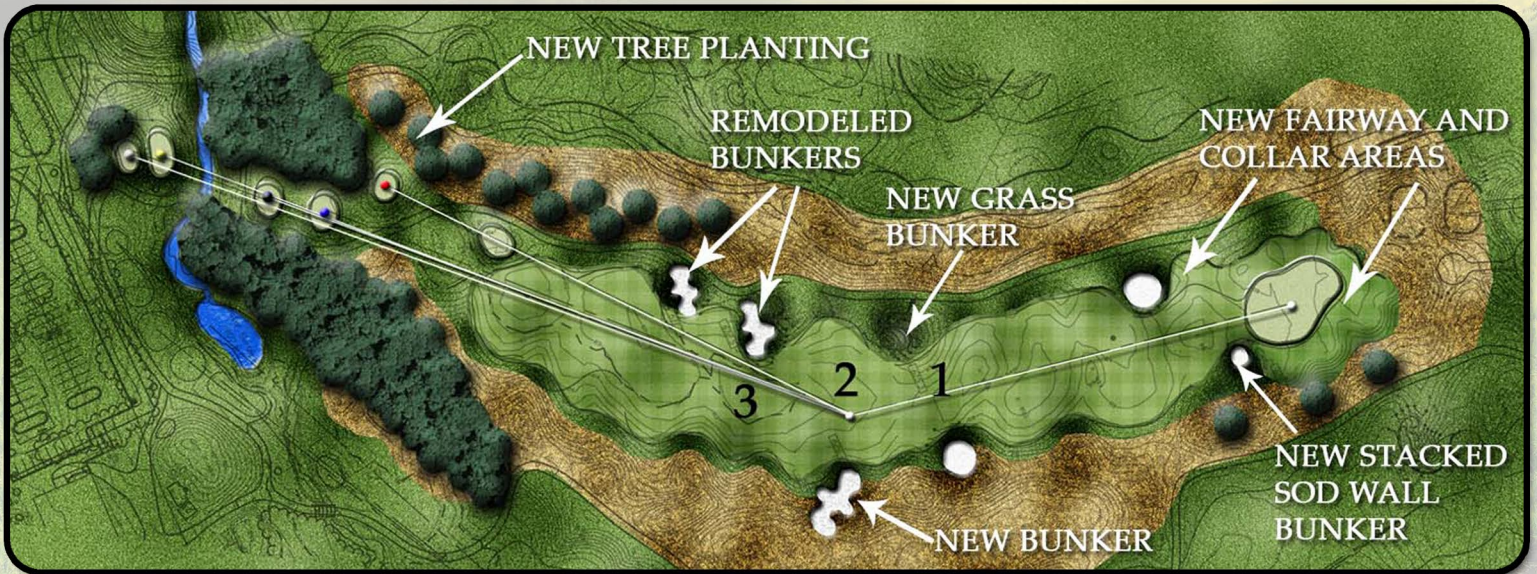 NEW TREE PLANTING
REMODELED
BUNKERS
NEW FAIRWAY AND
COLLAR AREAS
NEW GRASS
BUNKER
3
2
1
NEW STACKED
SOD WALL
BUNKER
NEW BUNKER